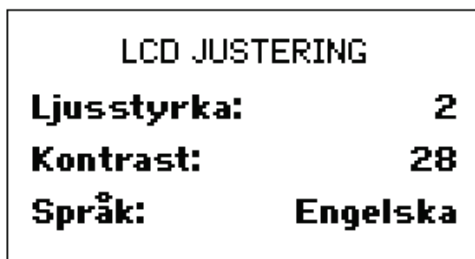 LCD JUSTERING
Ljusstyrka: 2
Kontrast: 28
Språk: Engelska